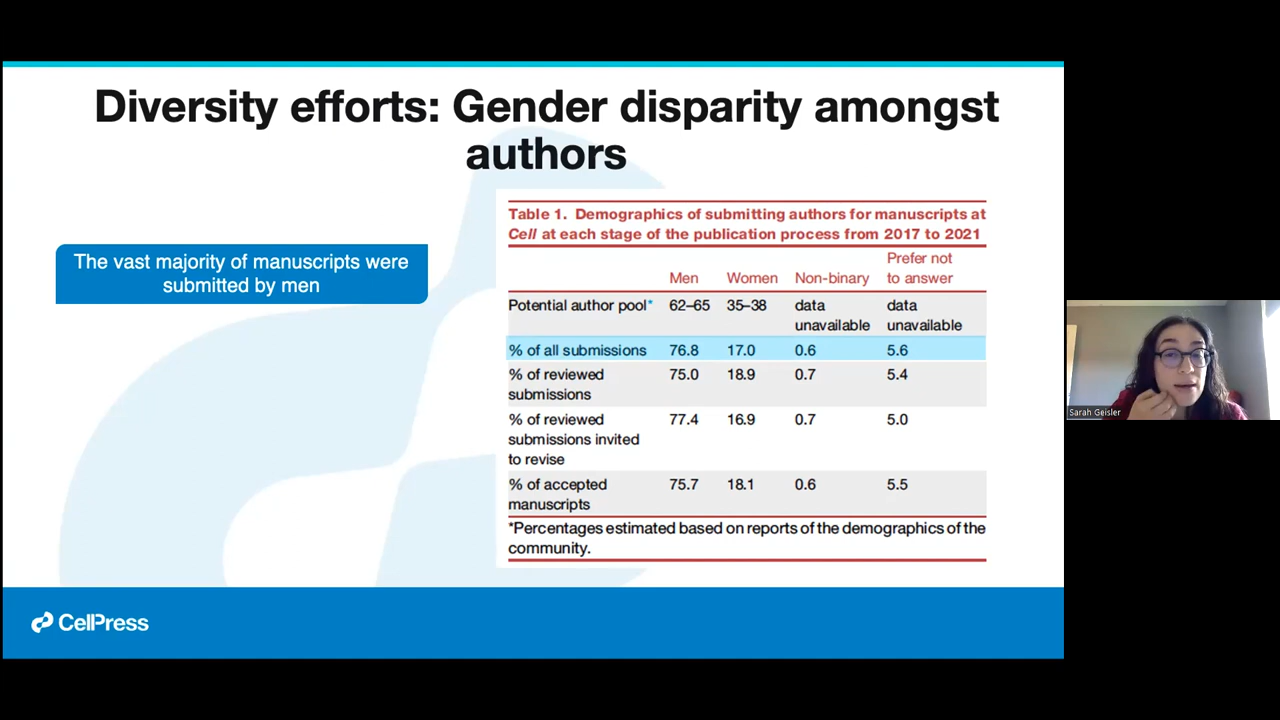 Diversity efforts: Gender disparity amongst
authors
The vast majority of manuscripts were
submitted by men
Table 1. Demographics of submitting authors for manuscripts at
Cell at each stage of the publication process from 2017 to 2021
Men Women Non-binary Prefer not
to answer
Potential author pool* 62–65 35–38 data
unavailable data
unavailable
% of all submissions 76.8 17.0 0.6 5.6
% of reviewed
submissions 75.0 18.9 0.7 5.4
% of reviewed
submissions invited
to revise 77.4 16.9 0.7 5.0
% of accepted
manuscripts 75.7 18.1 0.6 5.5
*Percentages estimated based on reports of the demographics of the
community.
CellPress
Sarah Geisler